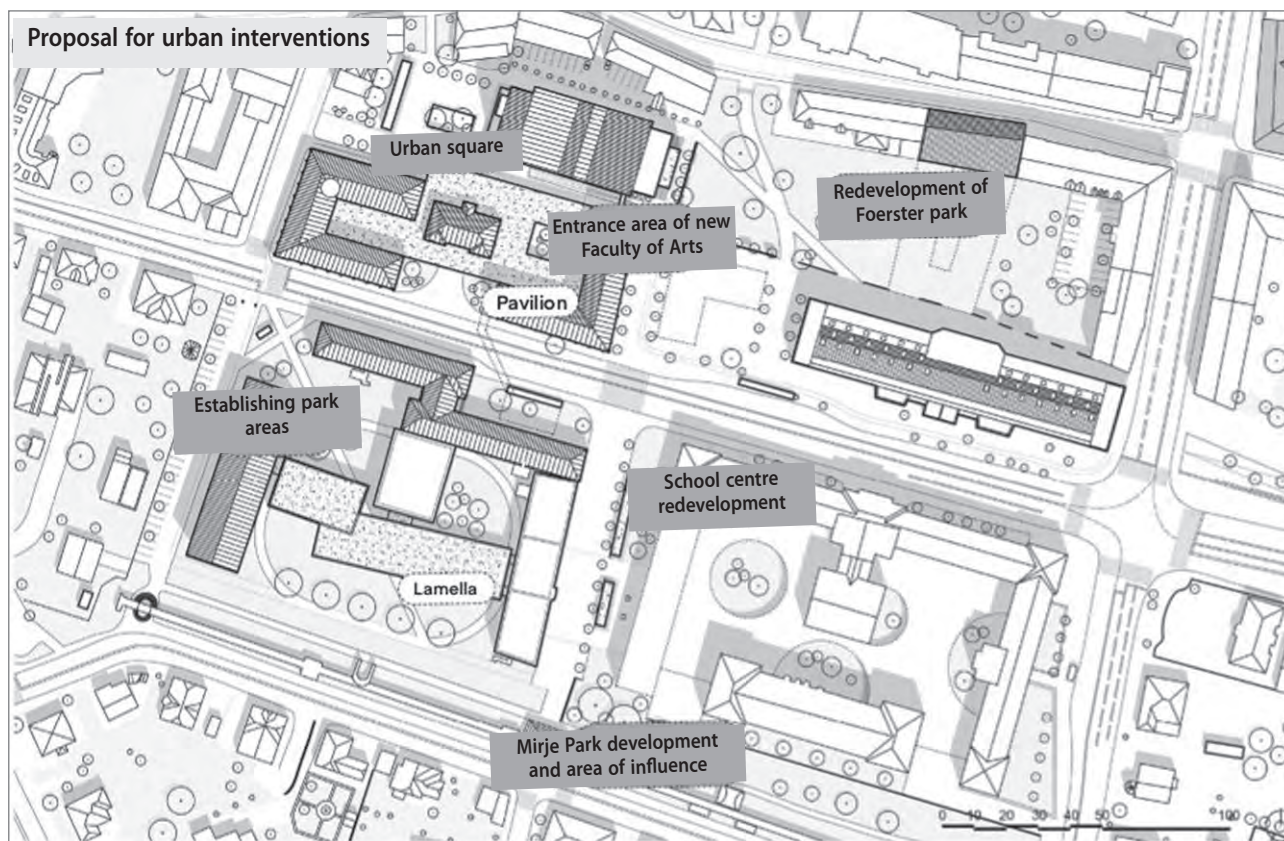 Proposal for urban interventions
Urban square
Redevelopment of
Foerster park
Entrance area of new
Faculty of Arts
Pavilion
Establishing park
areas
School centre
redevelopment
Lamella
Mirje Park development
and area of influence
0 10 20 30 40 50 100